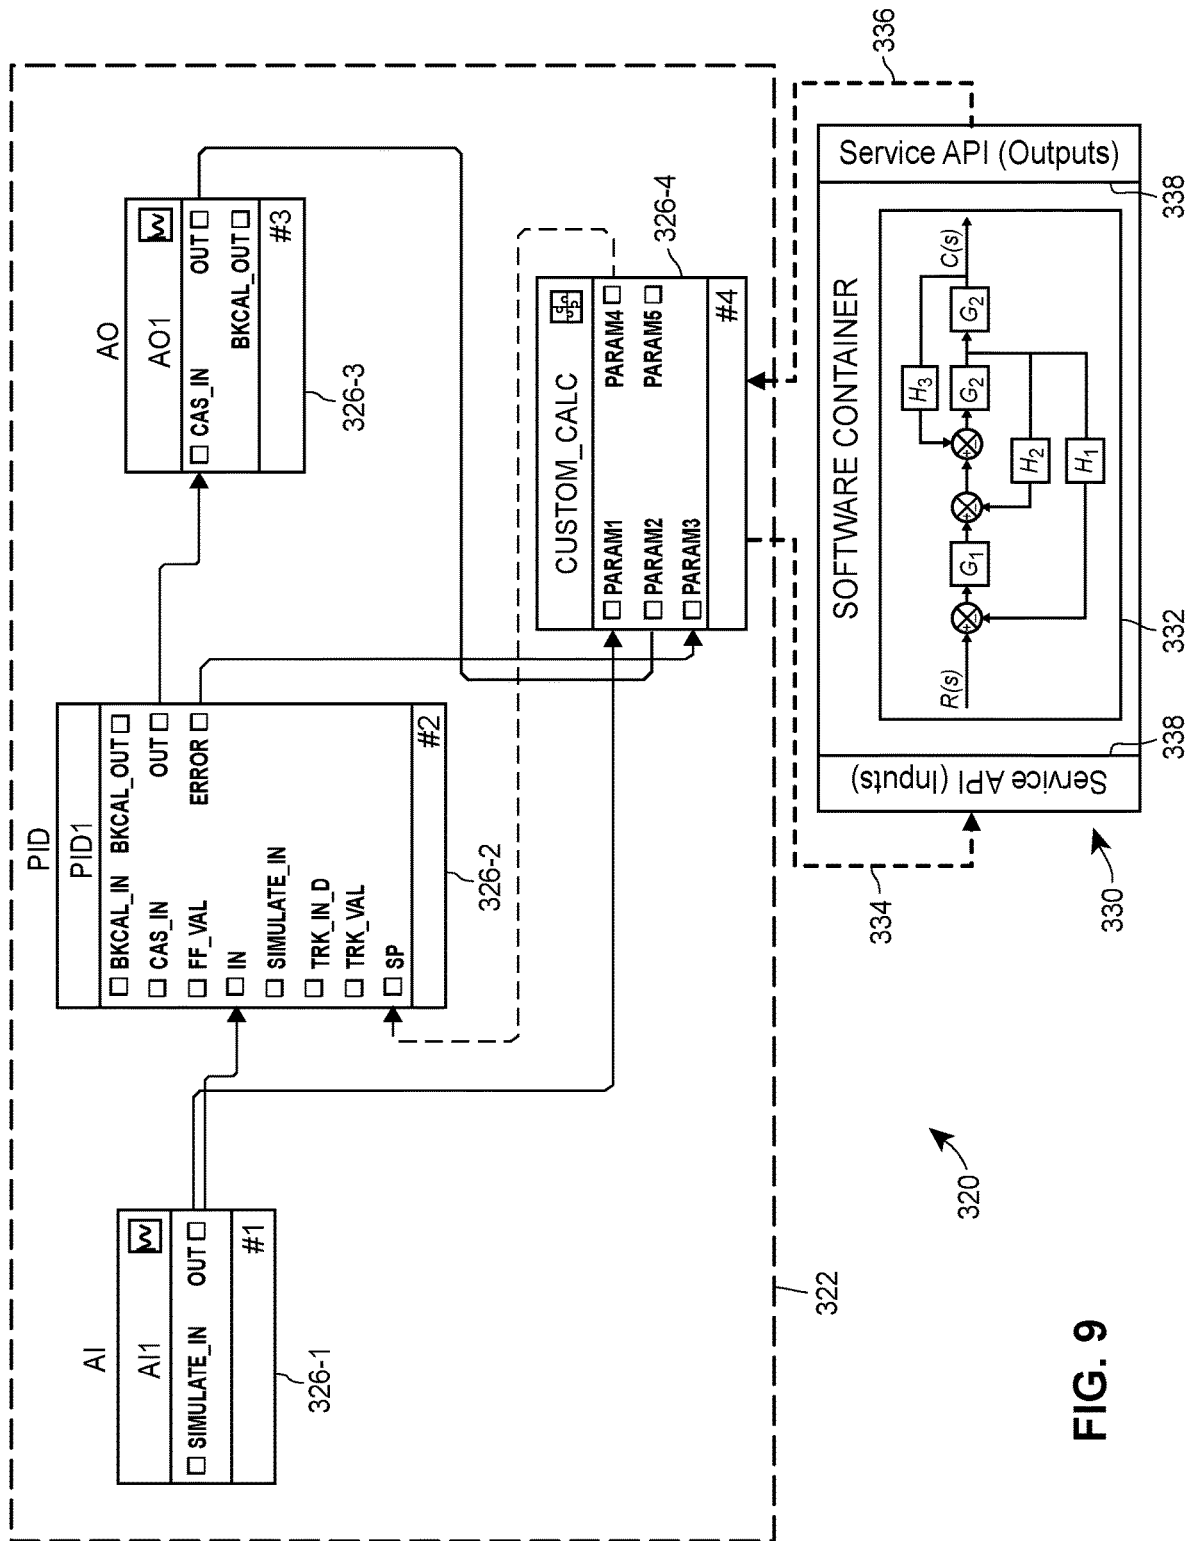 AI
AI1
SIMULATE_IN OUT
#1
326-1
PID
PID1
BKCAL_IN BKCAL_OUT
CAS_IN OUT
FF_VAL ERROR
IN
SIMULATE_IN
TRK_IN_D
TRK_VAL
SP
#2
326-2
AO
AO1
CAS_IN OUT
BKCAL_OUT
#3
326-3
CUSTOM_CALC
PARAM1 PARAM4
PARAM2 PARAM5
PARAM3
#4
326-4
322
320
334
336
330
Service API (Inputs)
338
SOFTWARE CONTAINER
R(s)
+
−
G1
+
−
+
−
G2
G2
C(s)
H3
H2
H1
332
Service API (Outputs)
338
FIG. 9